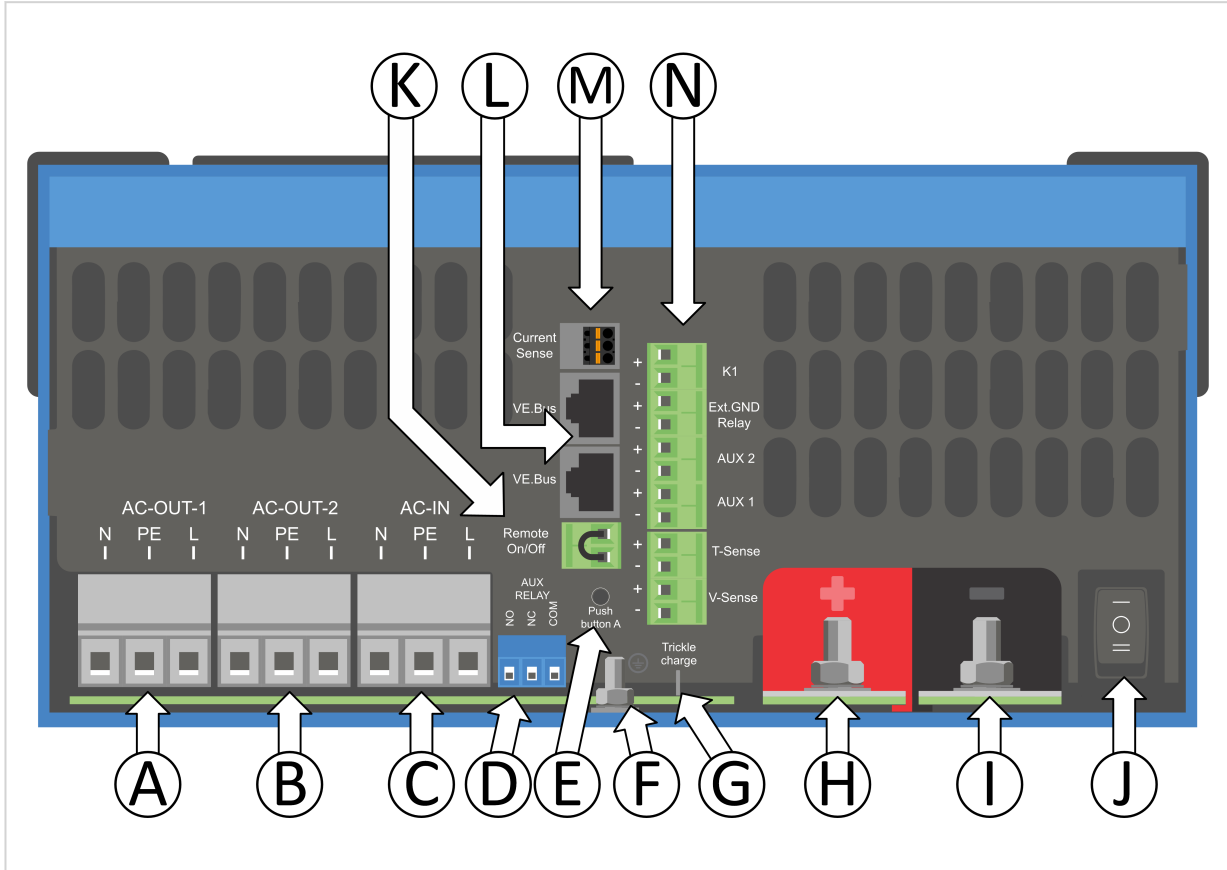 K L M N
Current
Sense
+
-
K1
VE.Bus
+
-
Ext.GND
Relay
+
-
AUX 2
VE.Bus
+
-
AUX 1
AC-OUT-1 AC-OUT-2 AC-IN
N PE L N PE L N PE L
Remote
On/Off
+
-
T-Sense
+
-
V-Sense
AUX
RELAY
NO NC COM
Push
button A
Trickle
charge
A B C D E F G H I J